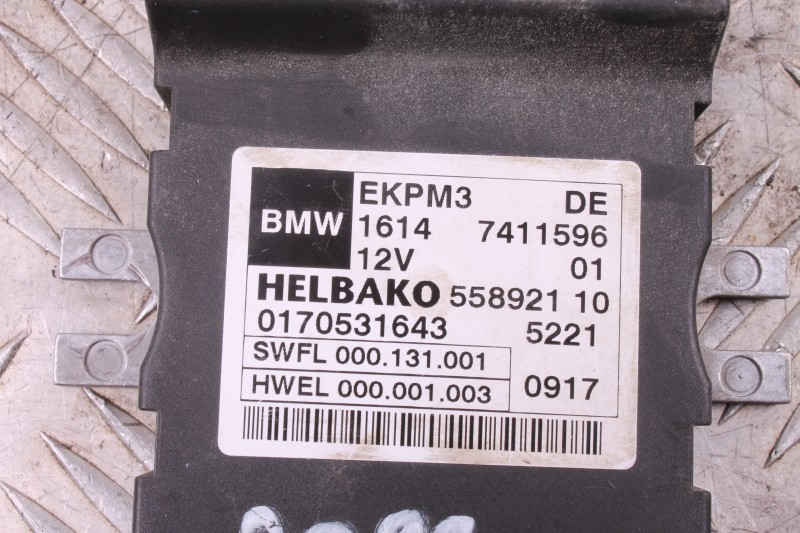 BMW
EKPM3 DE
1614 7411596
12V 01
HELBAKO 558921 10
0170531643 5221
SWFL 000.131.001
HWEL 000.001.003 0917